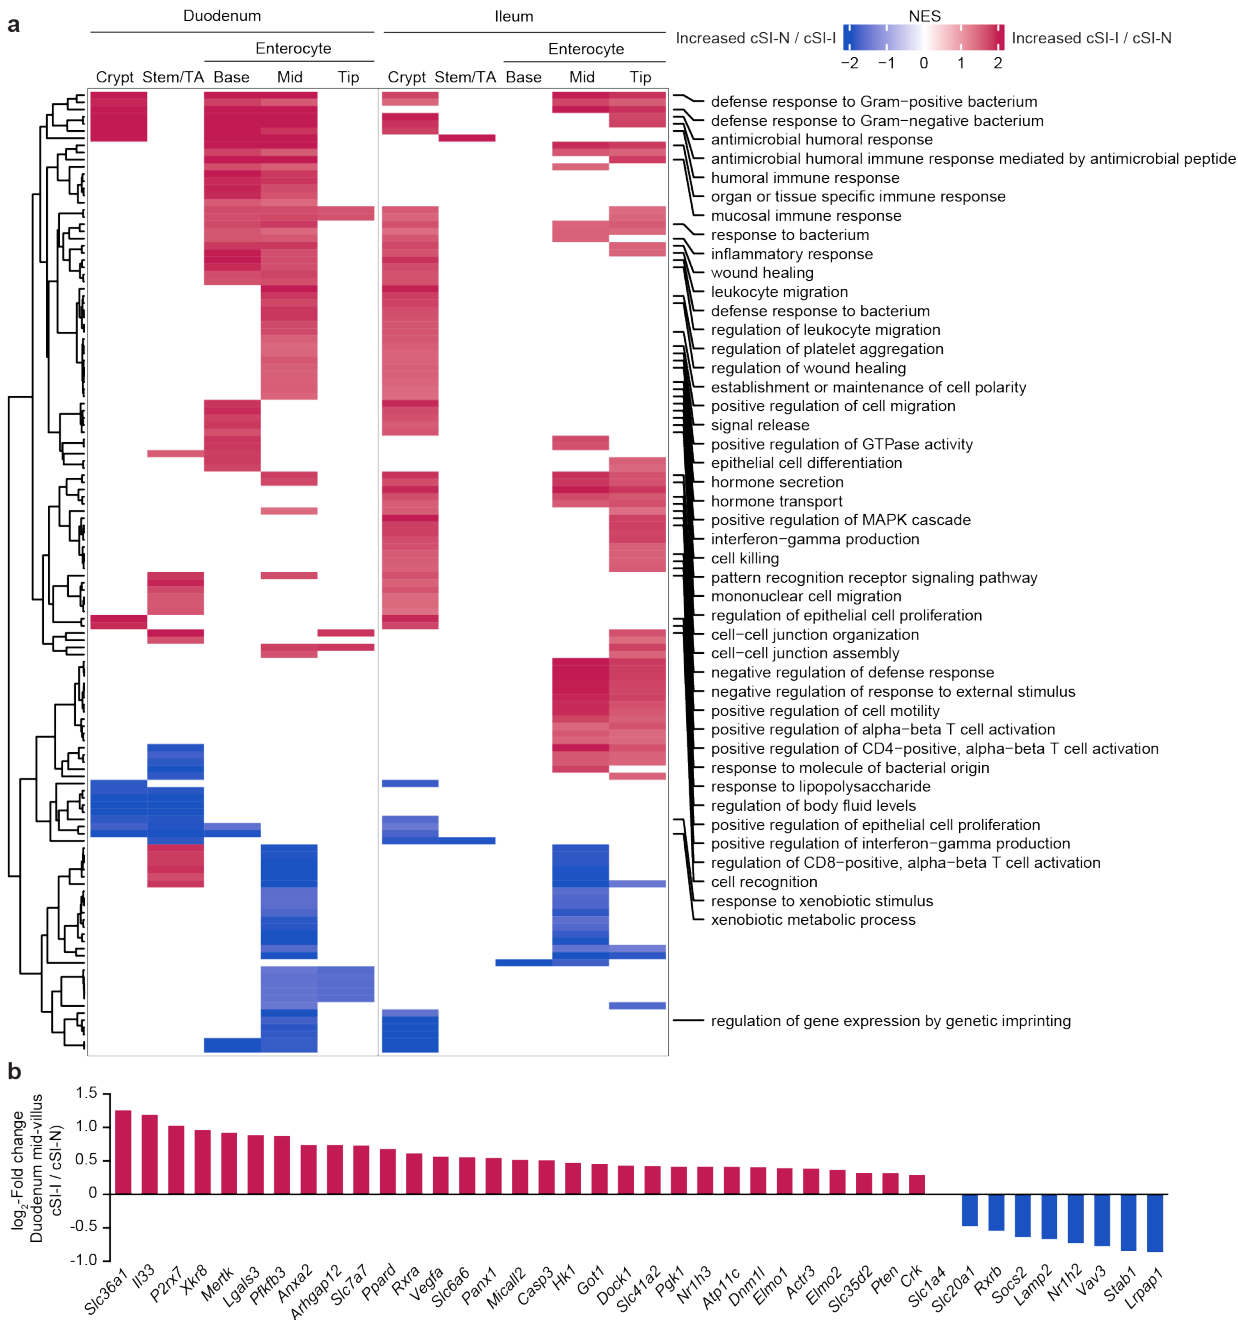 a
Duodenum
Ileum
NES
Increased cSI-N / cSI-I
Increased cSI-I / cSI-N
−2 −1 0 1 2
Enterocyte
Enterocyte
Crypt Stem/TA Base Mid Tip Crypt Stem/TA Base Mid Tip
defense response to Gram−positive bacterium
defense response to Gram−negative bacterium
antimicrobial humoral response
antimicrobial humoral immune response mediated by antimicrobial peptide
humoral immune response
organ or tissue specific immune response
mucosal immune response
response to bacterium
inflammatory response
wound healing
leukocyte migration
defense response to bacterium
regulation of leukocyte migration
regulation of platelet aggregation
regulation of wound healing
establishment or maintenance of cell polarity
positive regulation of cell migration
signal release
positive regulation of GTPase activity
epithelial cell differentiation
hormone secretion
hormone transport
positive regulation of MAPK cascade
interferon−gamma production
cell killing
pattern recognition receptor signaling pathway
mononuclear cell migration
regulation of epithelial cell proliferation
cell−cell junction organization
cell−cell junction assembly
negative regulation of defense response
negative regulation of response to external stimulus
positive regulation of cell motility
positive regulation of alpha−beta T cell activation
positive regulation of CD4−positive, alpha−beta T cell activation
response to molecule of bacterial origin
response to lipopolysaccharide
regulation of body fluid levels
positive regulation of epithelial cell proliferation
positive regulation of interferon−gamma production
regulation of CD8−positive, alpha−beta T cell activation
cell recognition
response to xenobiotic stimulus
xenobiotic metabolic process
regulation of gene expression by genetic imprinting
b
log2-Fold change
Duodenum mid-villus
cSI-I / cSI-N)
1.5
1.0
0.5
0
-0.5
-1.0
Slc36a1 Il33 P2rx7 Xkr8 Mertk Lgals3 Pfkfb3 Anxa2 Arhgap12 Slc7a7 Ppard Rxra Vegfa Slc6a6 Panx1 Micall2 Casp3 Hk1 Got1 Dock1 Slc41a2 Pgk1 Nr1h3 Atp11c Dnm1l Elmo1 Actr3 Elmo2 Slc35d2 Pten Crk Slc1a4 Slc20a1 Rxrb Socs2 Lamp2 Nr1h2 Vav3 Stab1 Lrpap1